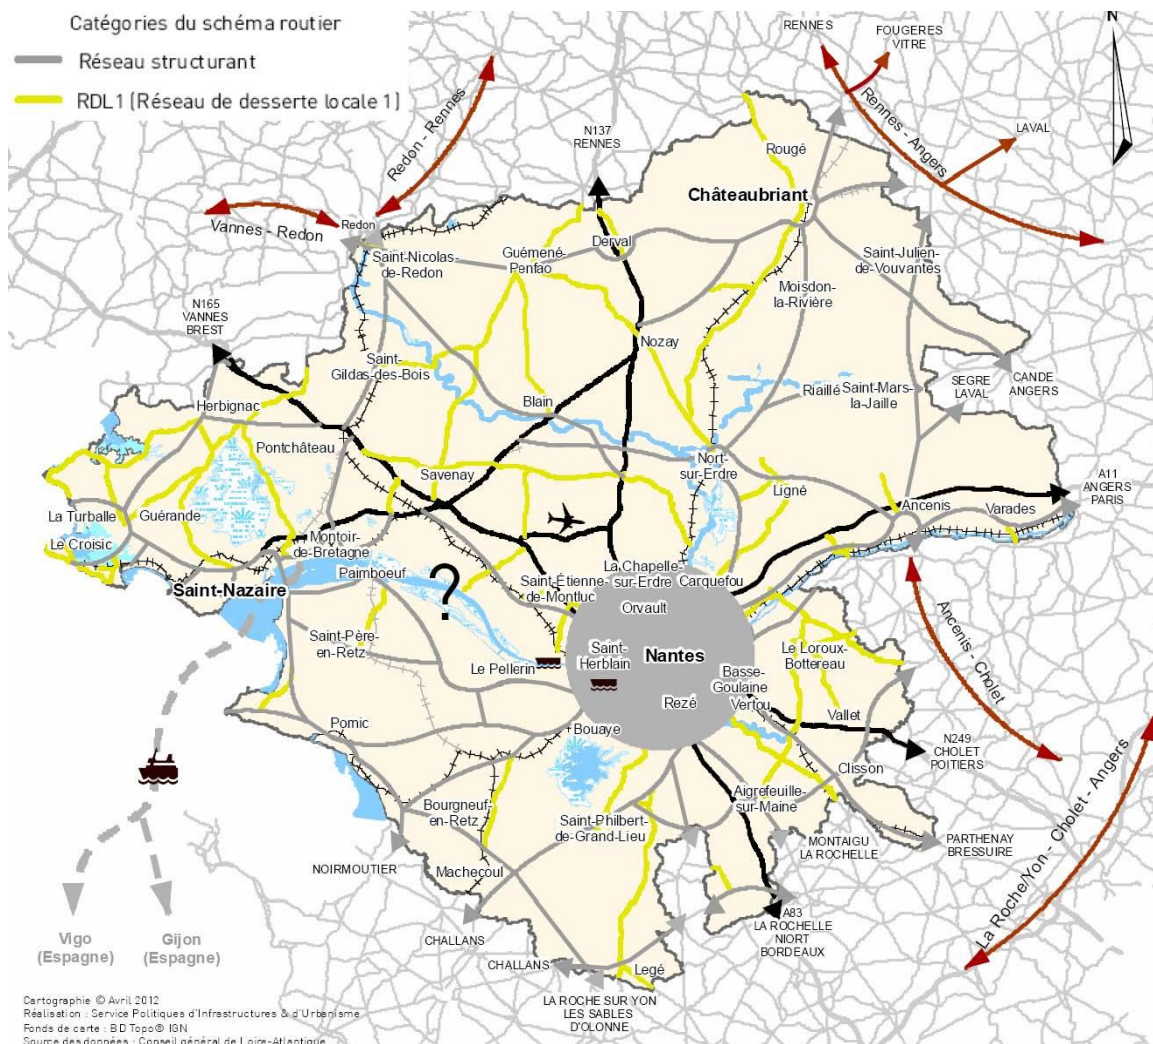 Catégories du schéma routier
Réseau structurant
RDL1 (Réseau de desserte locale 1)
N
RENNES
FOUGERES
VITRE
Rennes - Angers
LAVAL
Redon - Rennes
N137
RENNES
Rougé
Châteaubriant
Vannes - Redon
Redon
Derval
Saint-Nicolas-
de-Redon
Guémené-
Penfao
Saint-Julien-
de-Vouvantes
Moisdon-
la-Rivière
N165
VANNES
BREST
Nozay
Saint-
Gildas-des-Bois
SEGRE
LAVAL
CANDE
ANGERS
Riaillé
Saint-Mars-
la-Jaille
Herbignac
Blain
Pontchâteau
Nort-
sur-Erdre
Savenay
A11
ANGERS
PARIS
Ligné
Ancenis
Varades
La Turballe
Guérande
Le Croisic
Montoir-
de-Bretagne
La Chapelle-
sur-Erdre
Carquefou
Saint-Nazaire
Paimboeuf
?
Saint-Étienne-
de-Montluc
Orvault
Ancenis - Cholet
Saint-Père-
en-Retz
Saint-
Herblain
Nantes
Le Loroux-
Bottereau
Le Pellerin
Basse-
Goulaine
Vertou
Rezé
Vallet
Pornic
Bouaye
N249
CHOLET
POITIERS
Clisson
La Roche/Yon - Cholet - Angers
Aigrefeuille-
sur-Maine
Bourgneuf-
en-Retz
Saint-Philbert-
de-Grand-Lieu
MONTAIGU
LA ROCHELLE
PARTHENAY
BRESSUIRE
NOIRMOUTIER
Machecoul
A83
LA ROCHELLE
NIORT
BORDEAUX
Vigo
(Espagne)
Gijon
(Espagne)
CHALLANS
CHALLANS
Legé
LA ROCHE SUR YON
LES SABLES
D'OLONNE
Cartographie © Avril 2012
Réalisation : Service Politiques d'Infrastructures & d'Urbanisme
Fonds de carte : BD Topo® IGN
Source des données : Conseil général de Loire-Atlantique